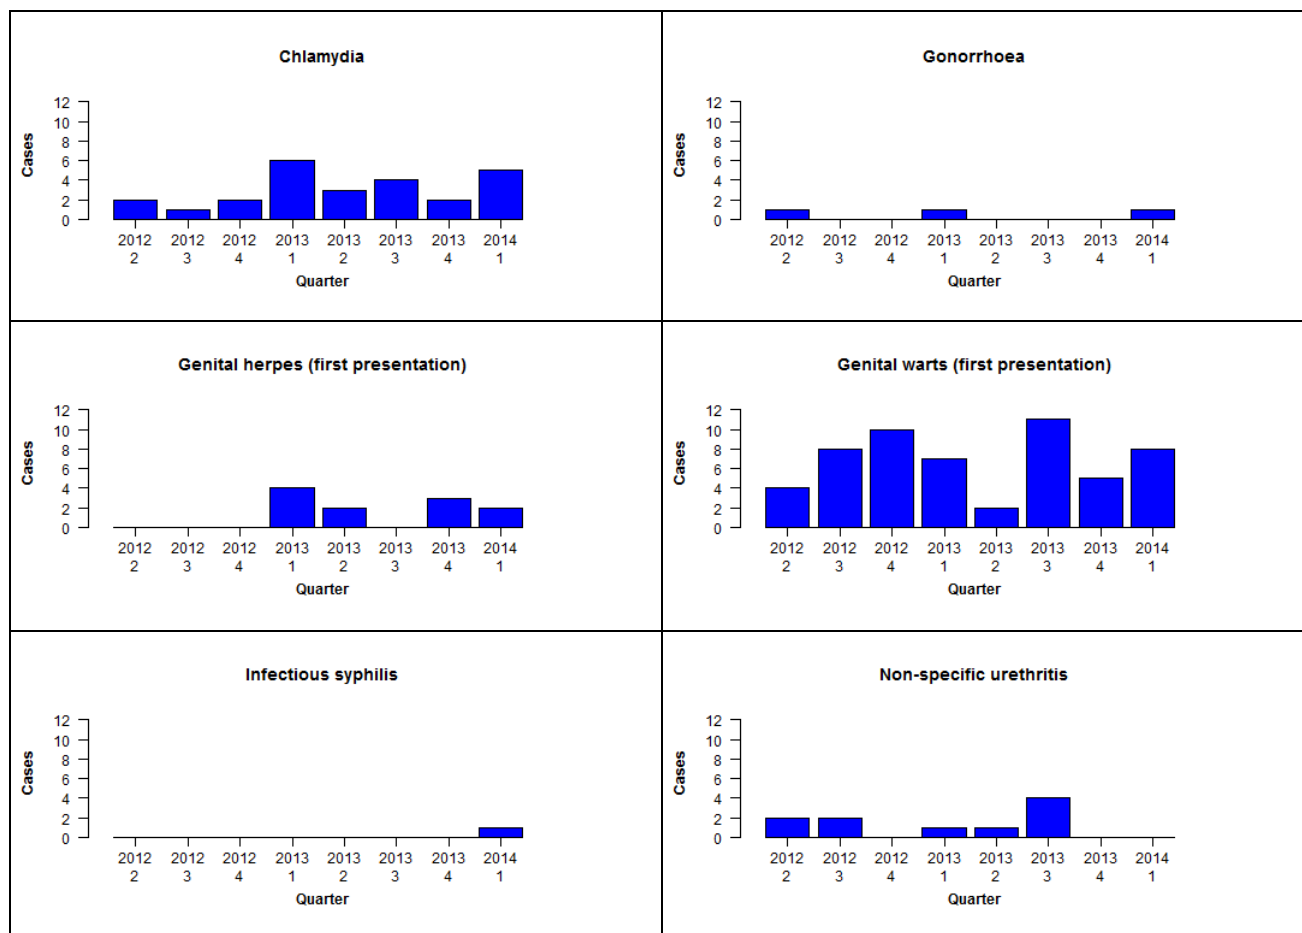 Chlamydia
12
10
8
6
4
2
0
Cases
2012 2012 2012 2013 2013 2013 2013 2014
2 3 4 1 2 3 4 1
Quarter
Gonorrhoea
12
10
8
6
4
2
0
Cases
2012 2012 2012 2013 2013 2013 2013 2014
2 3 4 1 2 3 4 1
Quarter
Genital herpes (first presentation)
12
10
8
6
4
2
0
Cases
2012 2012 2012 2013 2013 2013 2013 2014
2 3 4 1 2 3 4 1
Quarter
Genital warts (first presentation)
12
10
8
6
4
2
0
Cases
2012 2012 2012 2013 2013 2013 2013 2014
2 3 4 1 2 3 4 1
Quarter
Infectious syphilis
12
10
8
6
4
2
0
Cases
2012 2012 2012 2013 2013 2013 2013 2014
2 3 4 1 2 3 4 1
Quarter
Non-specific urethritis
12
10
8
6
4
2
0
Cases
2012 2012 2012 2013 2013 2013 2013 2014
2 3 4 1 2 3 4 1
Quarter